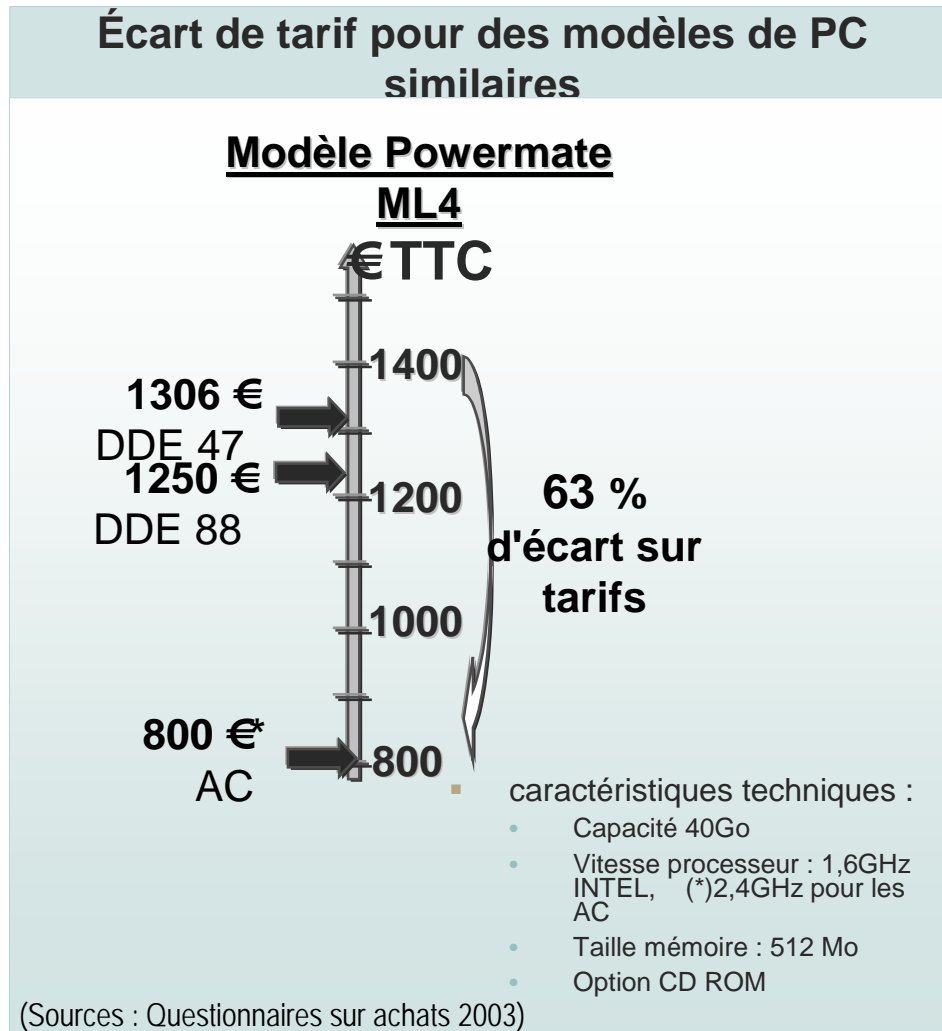 Écart de tarif pour des modèles de PC
similaires
Modèle Powermate
ML4
€ TTC
1400
1306 €
DDE 47
1250 €
DDE 88
1200
63 %
d'écart sur
tarifs
1000
800 €*
AC
800
caractéristiques techniques :
Capacité 40Go
Vitesse processeur : 1,6GHz
INTEL, (*)2,4GHz pour les
AC
Taille mémoire : 512 Mo
Option CD ROM
(Sources : Questionnaires sur achats 2003)